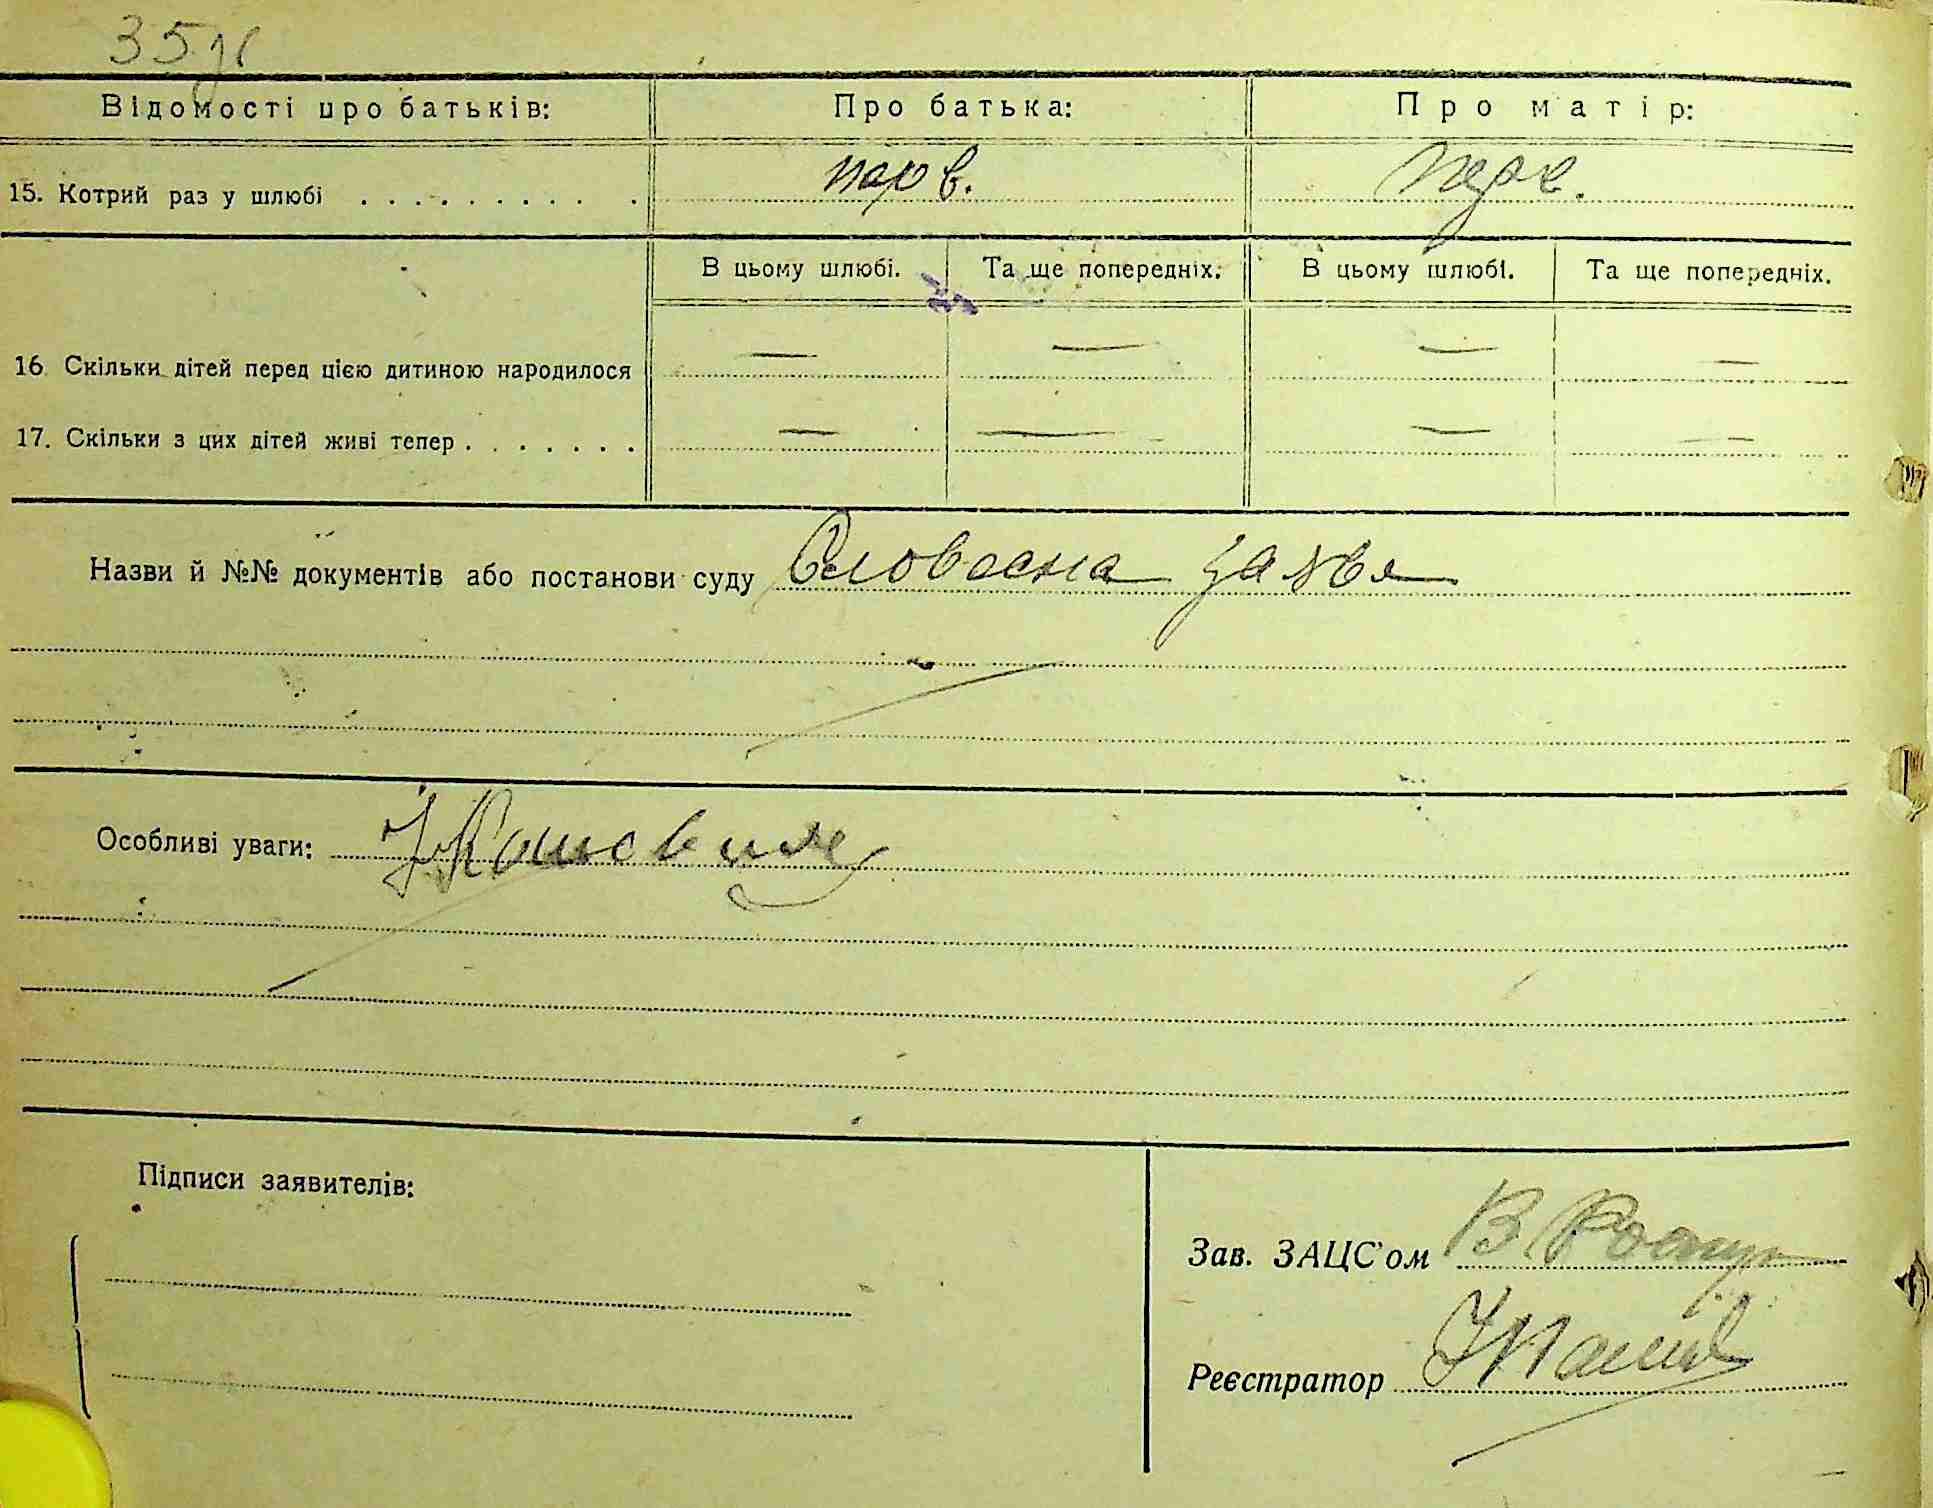 35
Відомості про батьків: Про батька: Про матір:
15. Котрий раз у шлюбі . . . . . . . . . . перв. перв.
В цьому шлюбі. Та ще попередніх. В цьому шлюбі. Та ще попередніх.
16. Скільки дітей перед цією дитиною народилося — — — —
17. Скільки з цих дітей живі тепер . . . . . . . — — — —
Назви й №№ документів або постанови суду Словесна заява
Особливі уваги:
Підписи заявителів:
Зав. ЗАЦС'ом В
Реєстратор